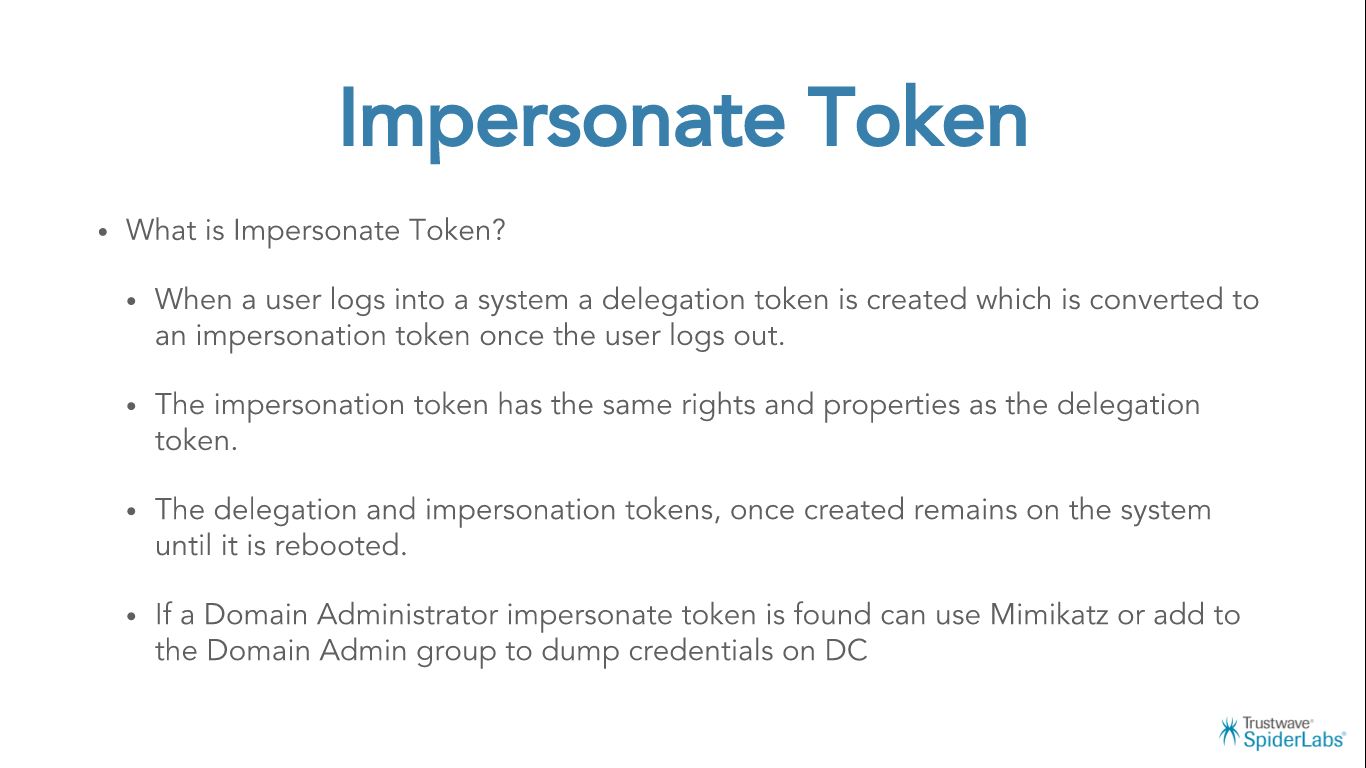 Impersonate Token
• What is Impersonate Token?
• When a user logs into a system a delegation token is created which is converted to
an impersonation token once the user logs out.
• The impersonation token has the same rights and properties as the delegation
token.
• The delegation and impersonation tokens, once created remains on the system
until it is rebooted.
• If a Domain Administrator impersonate token is found can use Mimikatz or add to
the Domain Admin group to dump credentials on DC
Trustwave®
SpiderLabs®